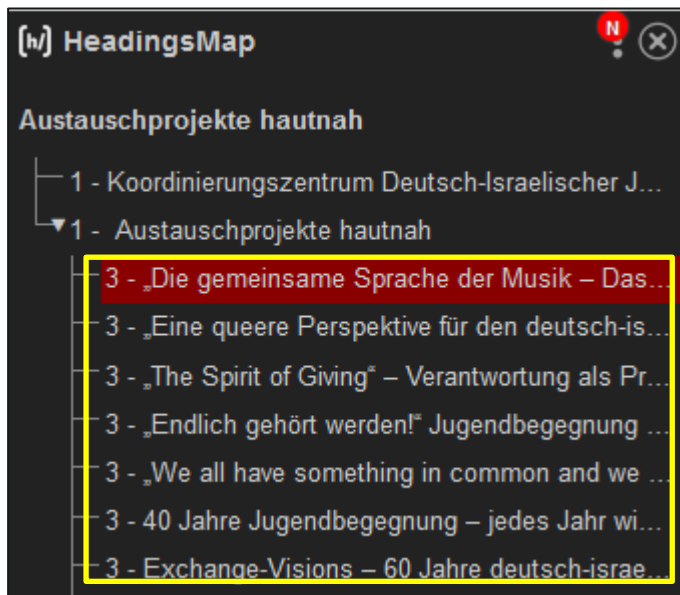 [h/] HeadingsMap
N
Austauschprojekte hautnah
1 - Koordinierungszentrum Deutsch-Israelischer J...
1 - Austauschprojekte hautnah
3 - „Die gemeinsame Sprache der Musik – Das...
3 - „Eine queere Perspektive für den deutsch-is...
3 - „The Spirit of Giving“ – Verantwortung als Pr...
3 - „Endlich gehört werden!“ Jugendbegegnung ...
3 - „We all have something in common and we ...
3 - 40 Jahre Jugendbegegnung – jedes Jahr wi...
3 - Exchange-Visions – 60 Jahre deutsch-israe...